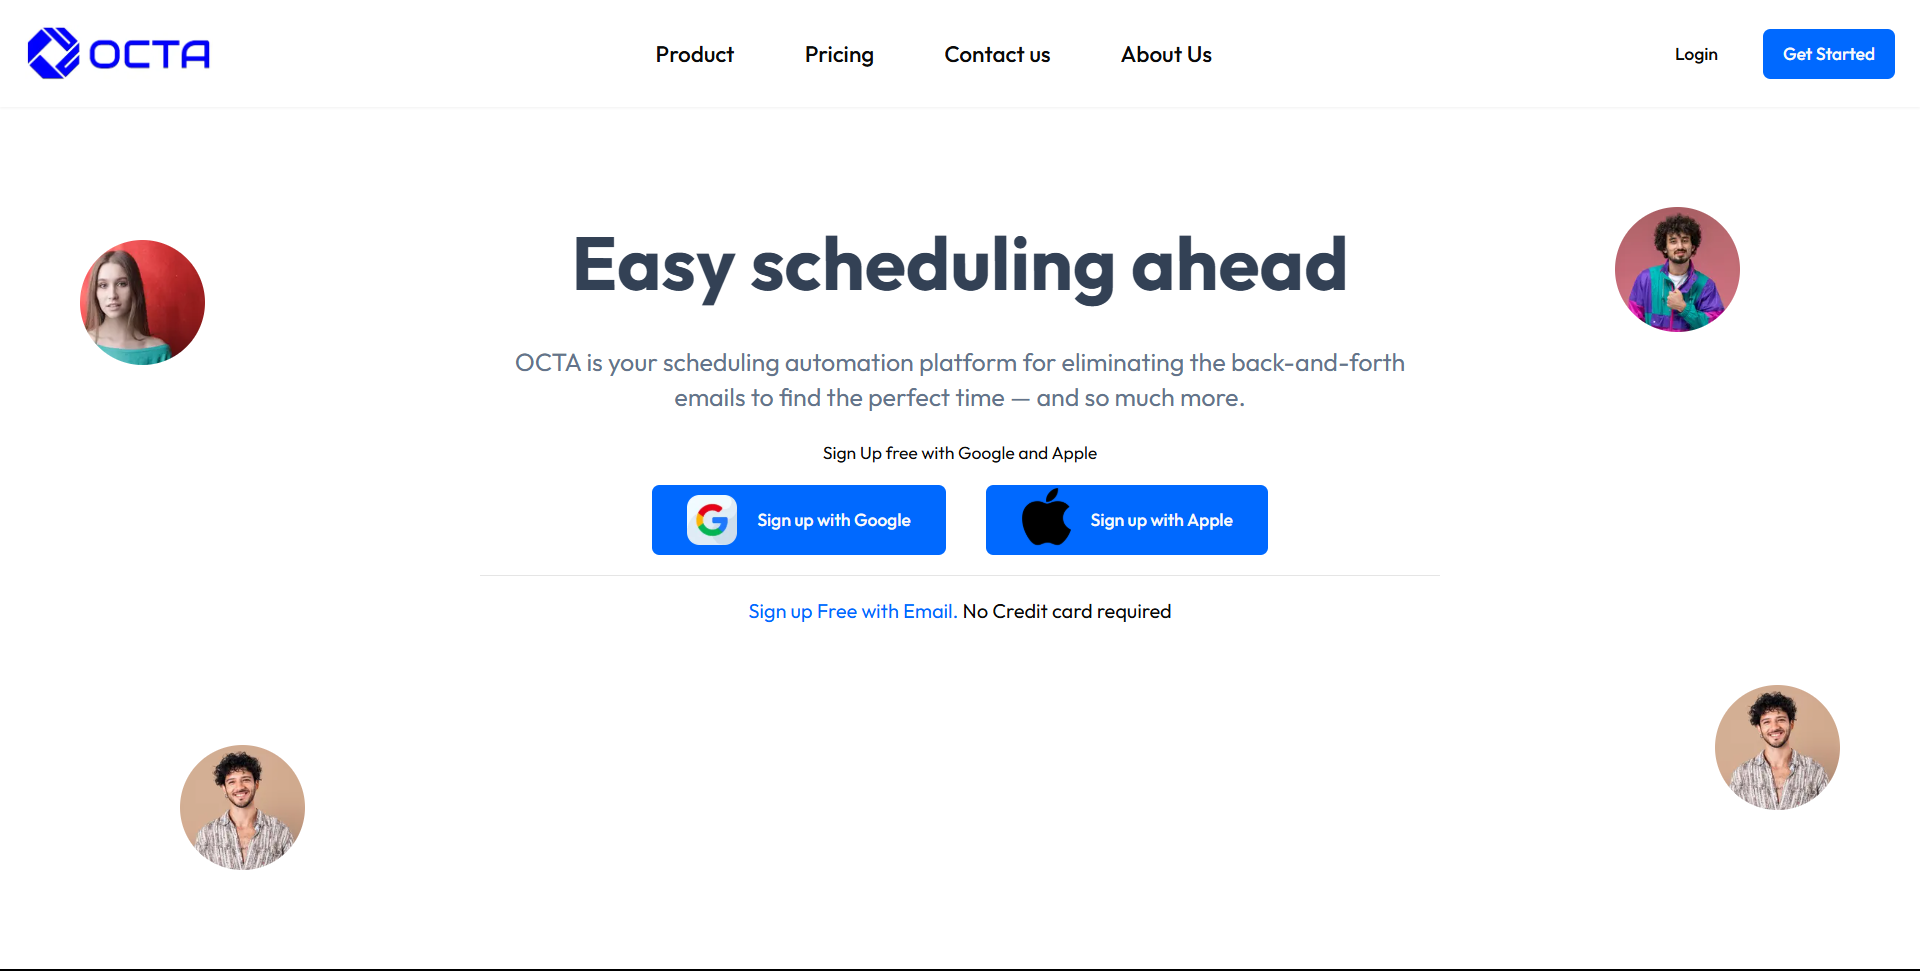 OCTA
Product
Pricing
Contact us
About Us
Login
Get Started
Easy scheduling ahead
OCTA is your scheduling automation platform for eliminating the back-and-forth
emails to find the perfect time — and so much more.
Sign Up free with Google and Apple
Sign up with Google
Sign up with Apple
Sign up Free with Email. No Credit card required